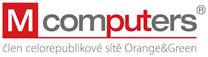 M computers®
člen celorepublikové sítě Orange&Green